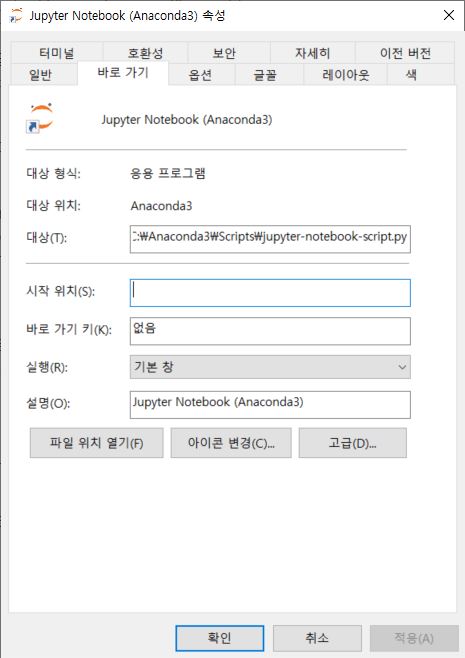 Jupyter Notebook (Anaconda3) 속성
터미널 호환성 보안 자세히 이전 버전
일반 바로 가기 옵션 글꼴 레이아웃 색
Jupyter Notebook (Anaconda3)
대상 형식: 응용 프로그램
대상 위치: Anaconda3
대상(T): C:₩Anaconda3₩Scripts₩jupyter-notebook-script.py
시작 위치(S):
바로 가기 키(K): 없음
실행(R): 기본 창
설명(O): Jupyter Notebook (Anaconda3)
파일 위치 열기(F) 아이콘 변경(C)... 고급(D)...
확인 취소 적용(A)